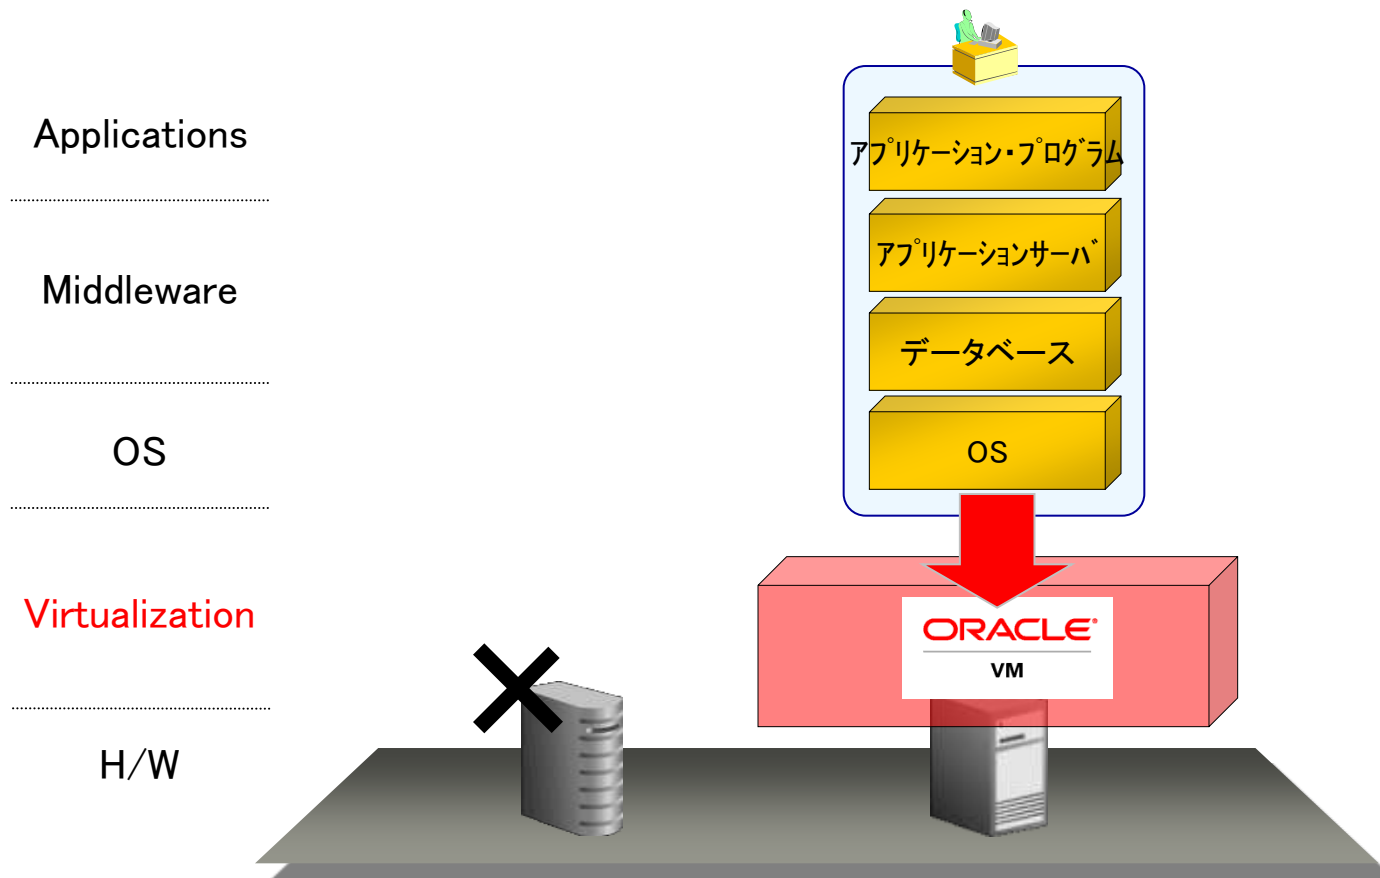 Applications
Middleware
OS
Virtualization
H/W
アプリケーション・プログラム
アプリケーションサーバ
データベース
OS
ORACLE®
VM